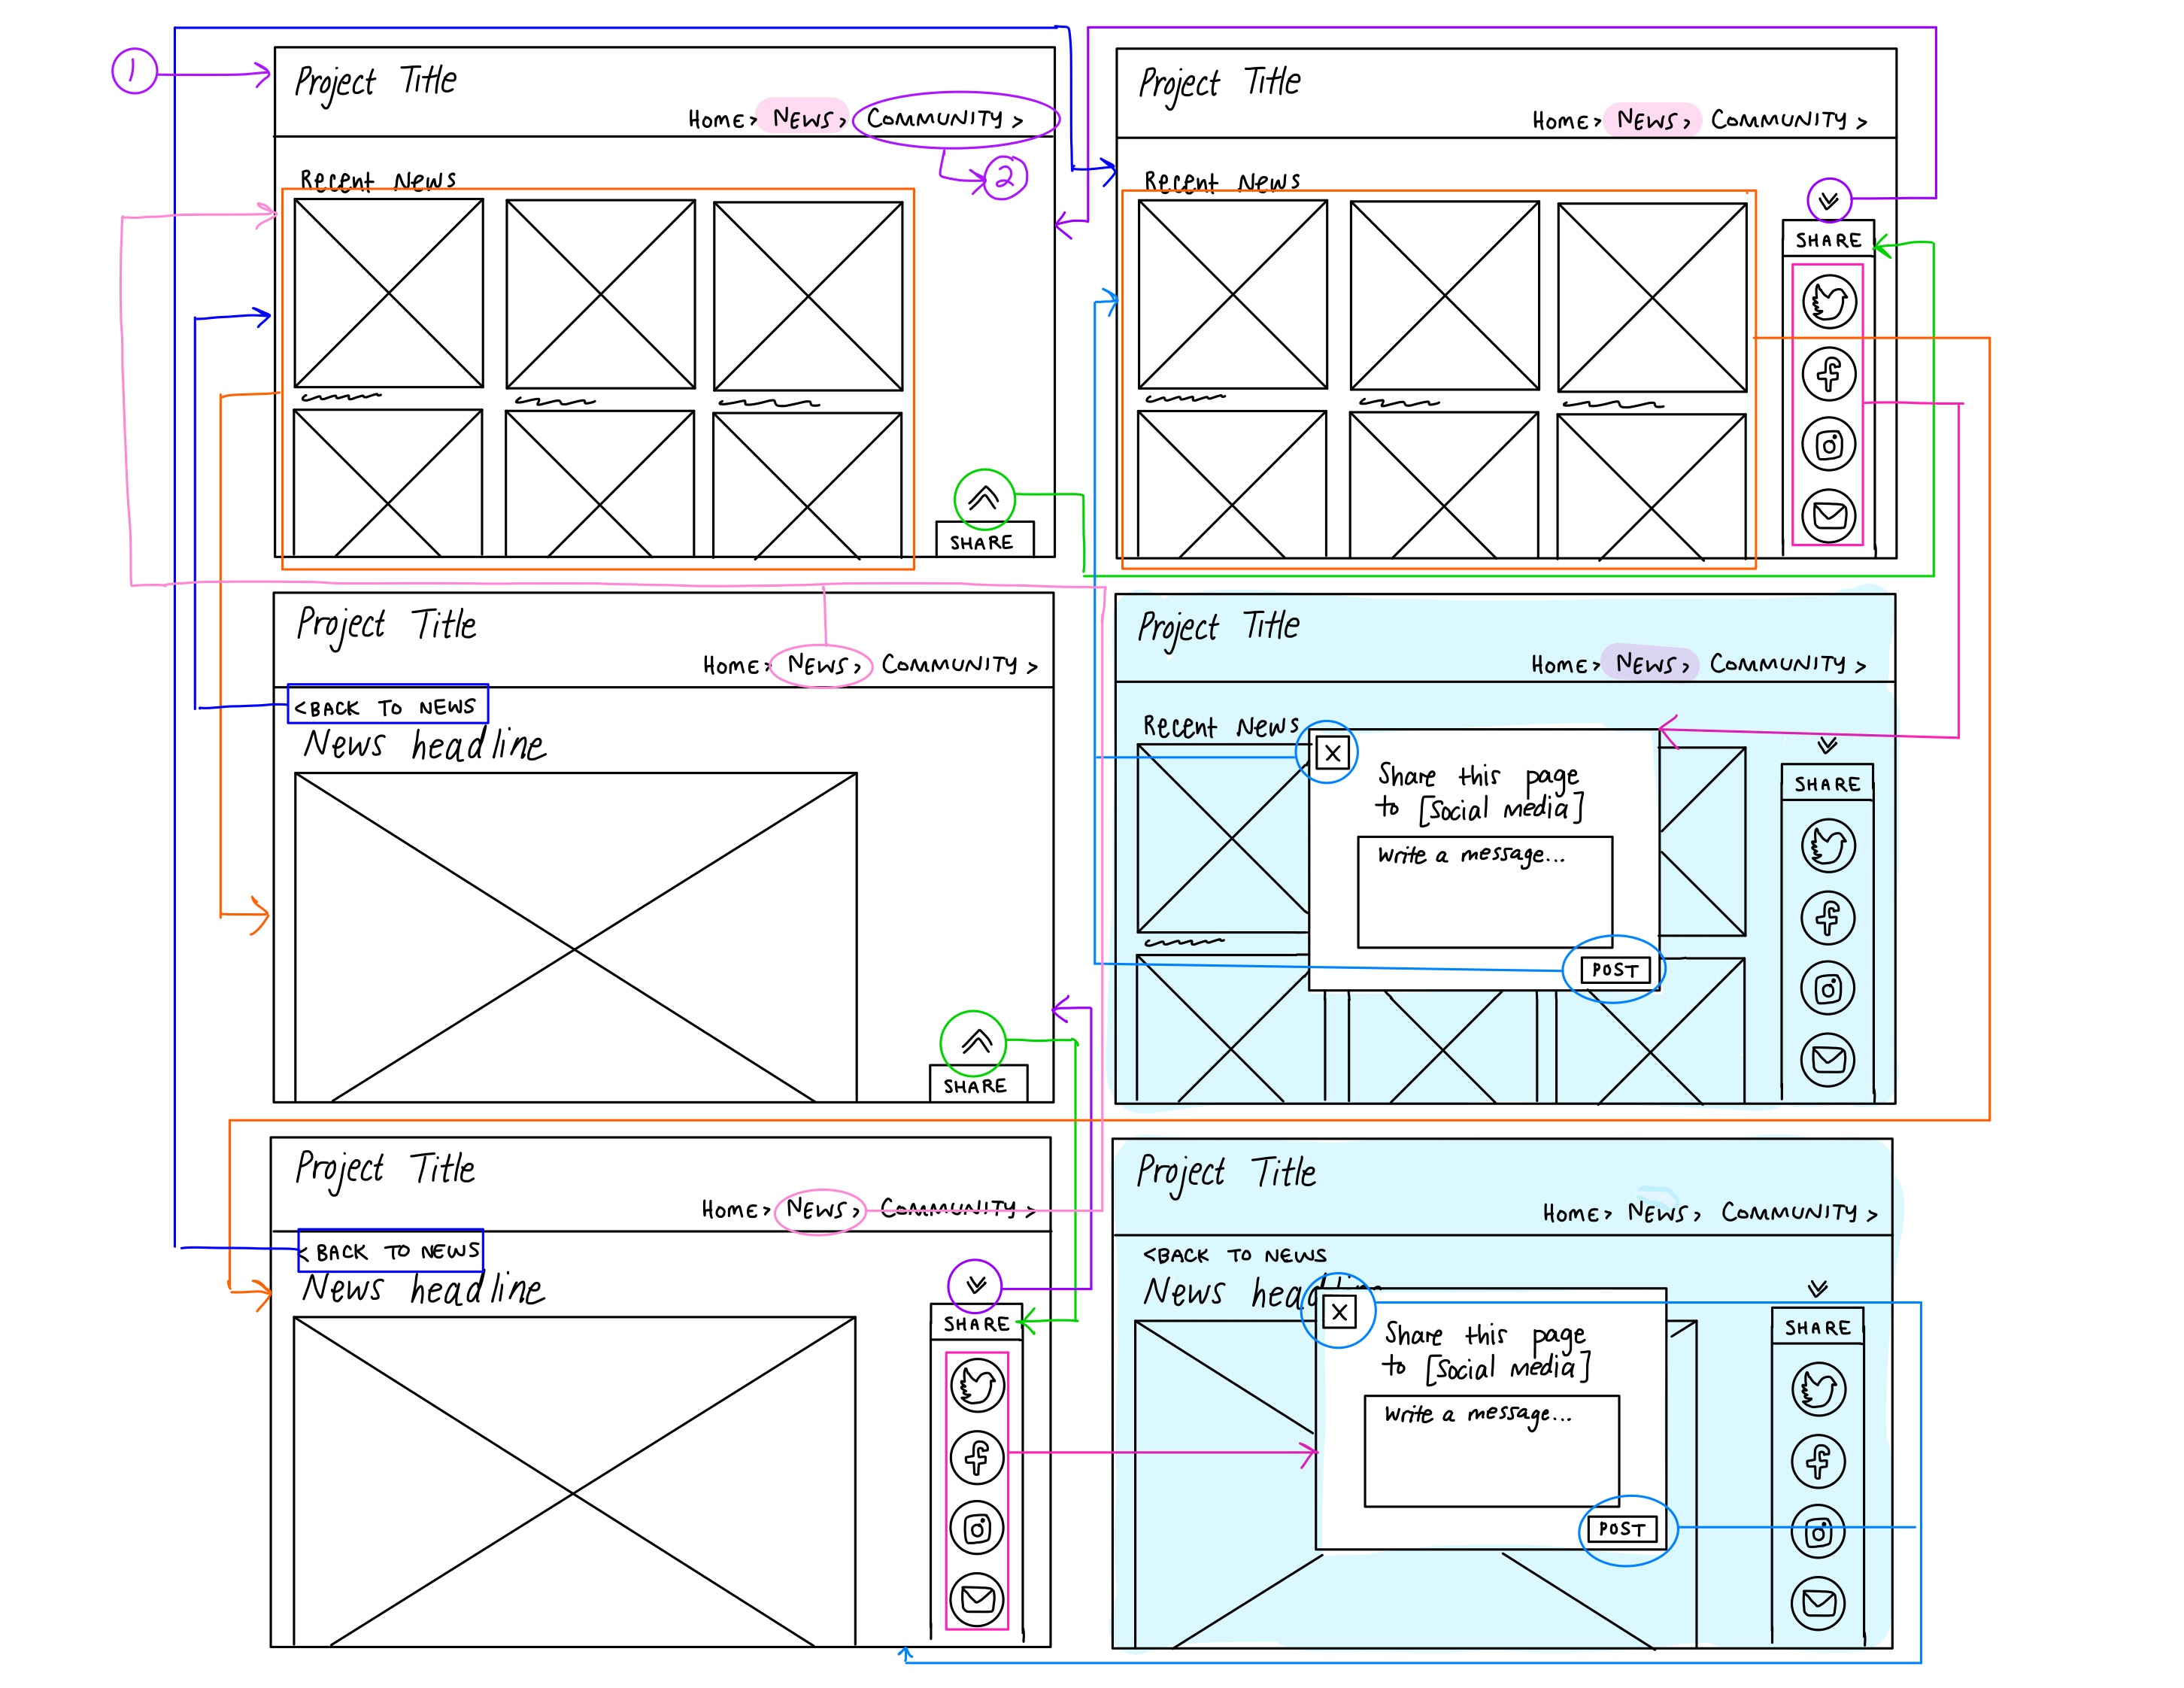 1
Project Title
Home > News > Community >
2
Recent News
SHARE
Project Title
Home > News > Community >
Recent News
SHARE
Project Title
Home > News > Community >
< BACK TO NEWS
News headline
SHARE
Project Title
Home > News > Community >
Recent News
X
Share this page
to [Social media]
Write a message...
POST
SHARE
Project Title
Home > News > Community >
< BACK TO NEWS
News headline
SHARE
Project Title
Home > News > Community >
< BACK TO NEWS
News headline
X
Share this page
to [Social media]
Write a message...
POST
SHARE